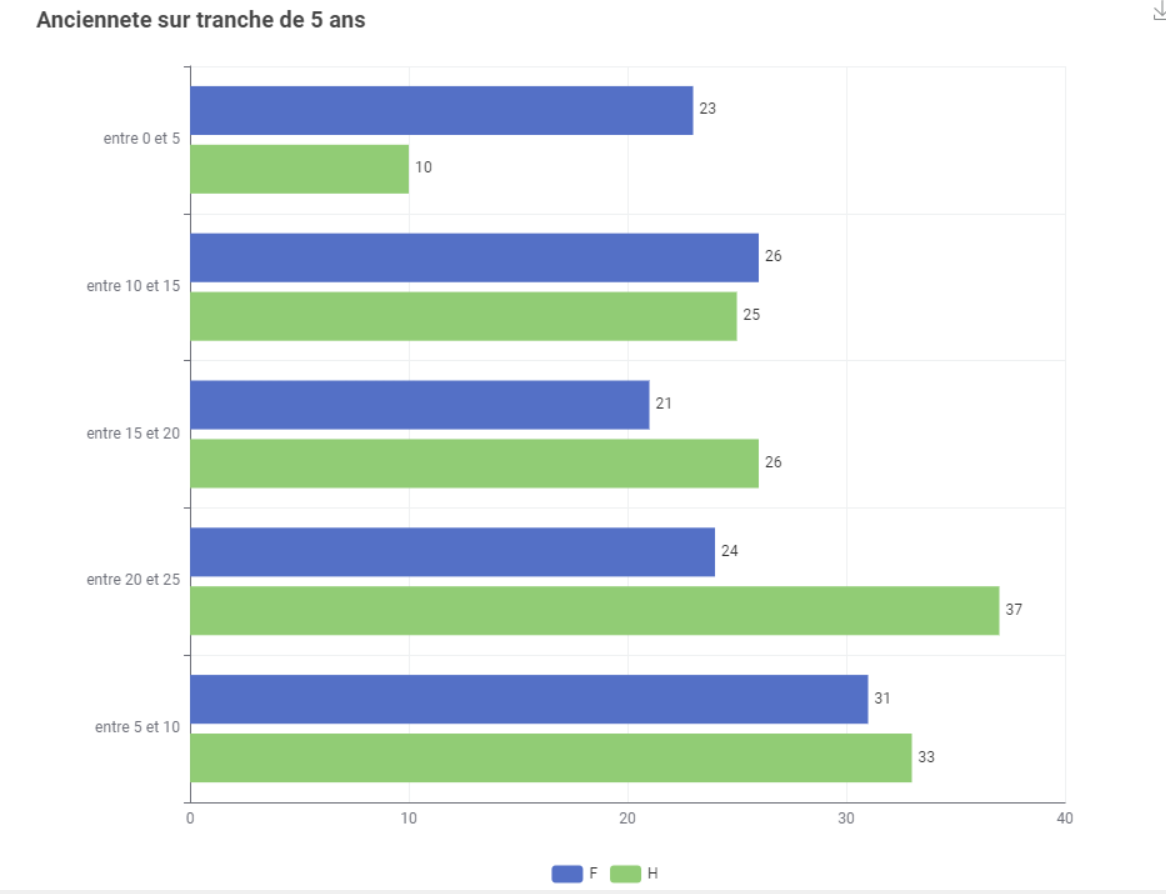 Anciennete sur tranche de 5 ans
entre 0 et 5
23
10
entre 10 et 15
26
25
entre 15 et 20
21
26
entre 20 et 25
24
37
entre 5 et 10
31
33
0 10 20 30 40
F H